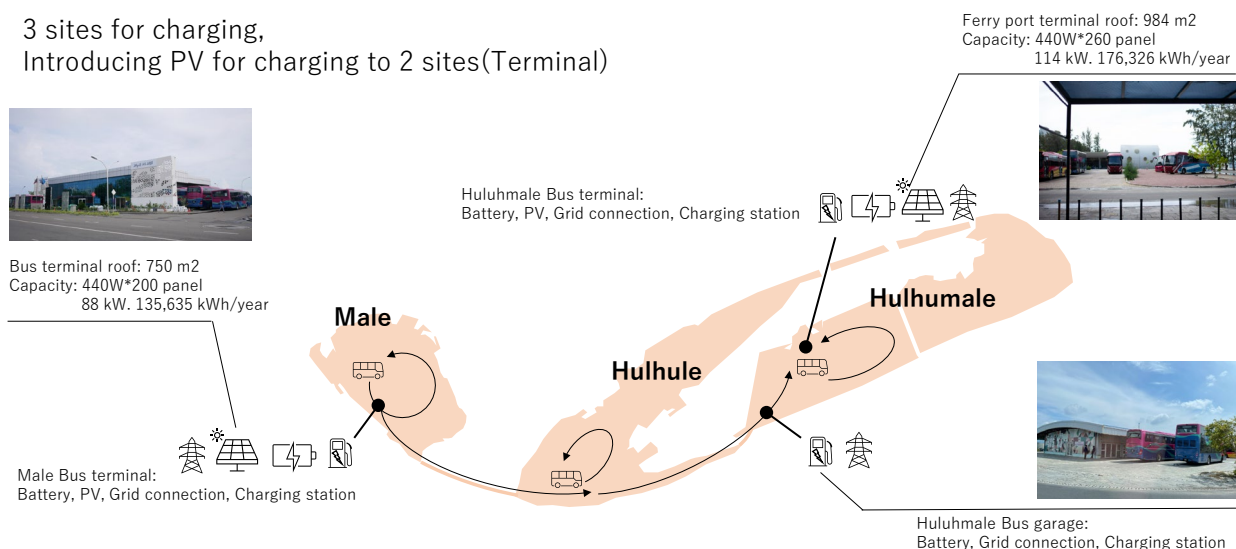 3 sites for charging,
Introducing PV for charging to 2 sites(Terminal)
Ferry port terminal roof: 984 m2
Capacity: 440W*260 panel
114 kW. 176,326 kWh/year
Huluhmale Bus terminal:
Battery, PV, Grid connection, Charging station
Bus terminal roof: 750 m2
Capacity: 440W*200 panel
88 kW. 135,635 kWh/year
Male
Hulhule
Hulhumale
Male Bus terminal:
Battery, PV, Grid connection, Charging station
Huluhmale Bus garage:
Battery, Grid connection, Charging station